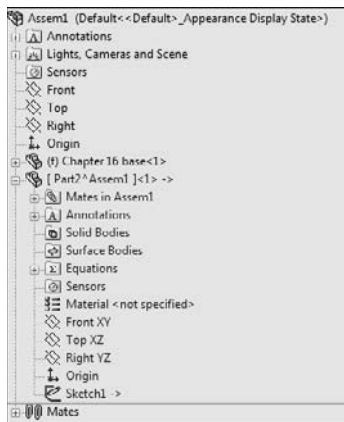 Assem1 (Default<<Default>_Appearance Display State>)
Annotations
Lights, Cameras and Scene
Sensors
Front
Top
Right
Origin
(f) Chapter 16 base<1>
[ Part2^Assem1 ]<1> ->
Mates in Assem1
Annotations
Solid Bodies
Surface Bodies
Equations
Sensors
Material <not specified>
Front XY
Top XZ
Right YZ
Origin
Sketch1 ->
Mates